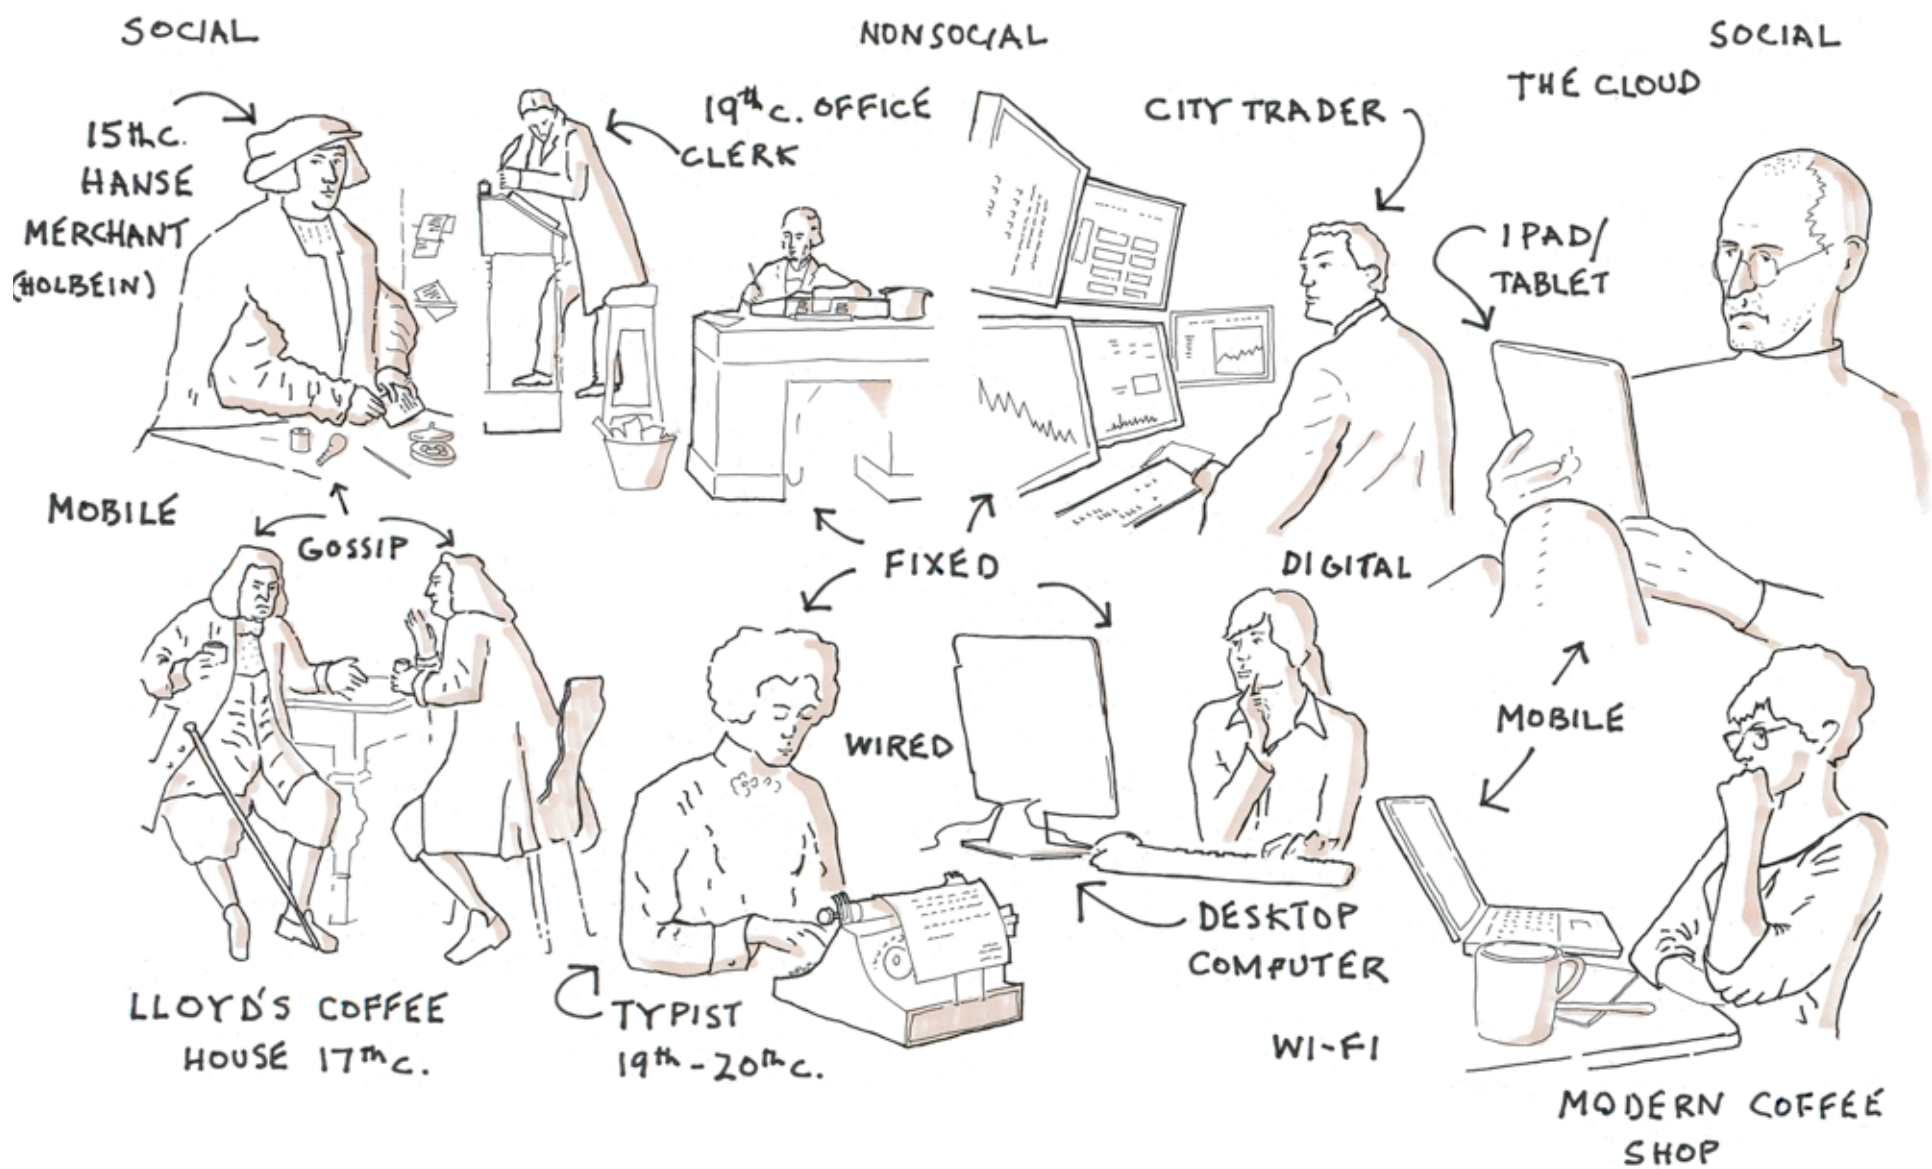 SOCIAL
NONSOCIAL
SOCIAL
THE CLOUD
15th C.
HANSE
MERCHANT
(HOLBEIN)
19th C. OFFICE
CLERK
CITY TRADER
IPAD/
TABLET
MOBILE
GOSSIP
FIXED
DIGITAL
WIRED
MOBILE
DESKTOP
COMPUTER
LLOYD'S COFFEE
HOUSE 17th C.
TYPIST
19th - 20th C.
WI-FI
MODERN COFFEE
SHOP